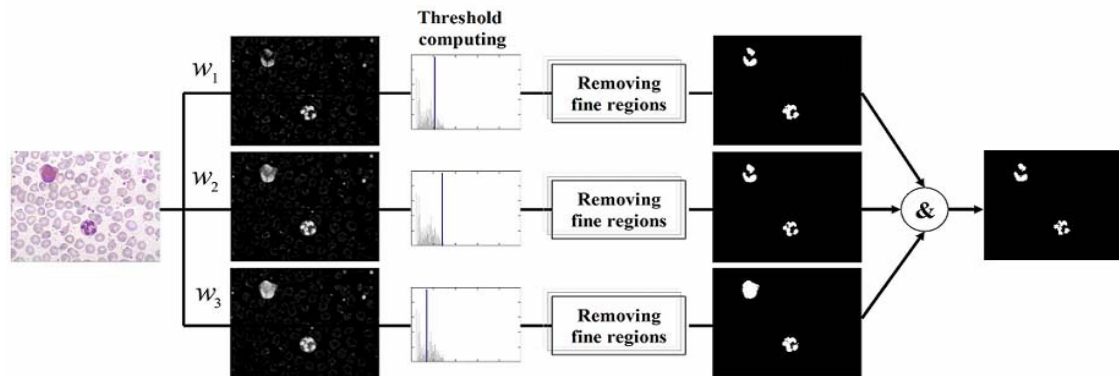 Threshold
computing
w1
Removing
fine regions
w2
Removing
fine regions
&
w3
Removing
fine regions